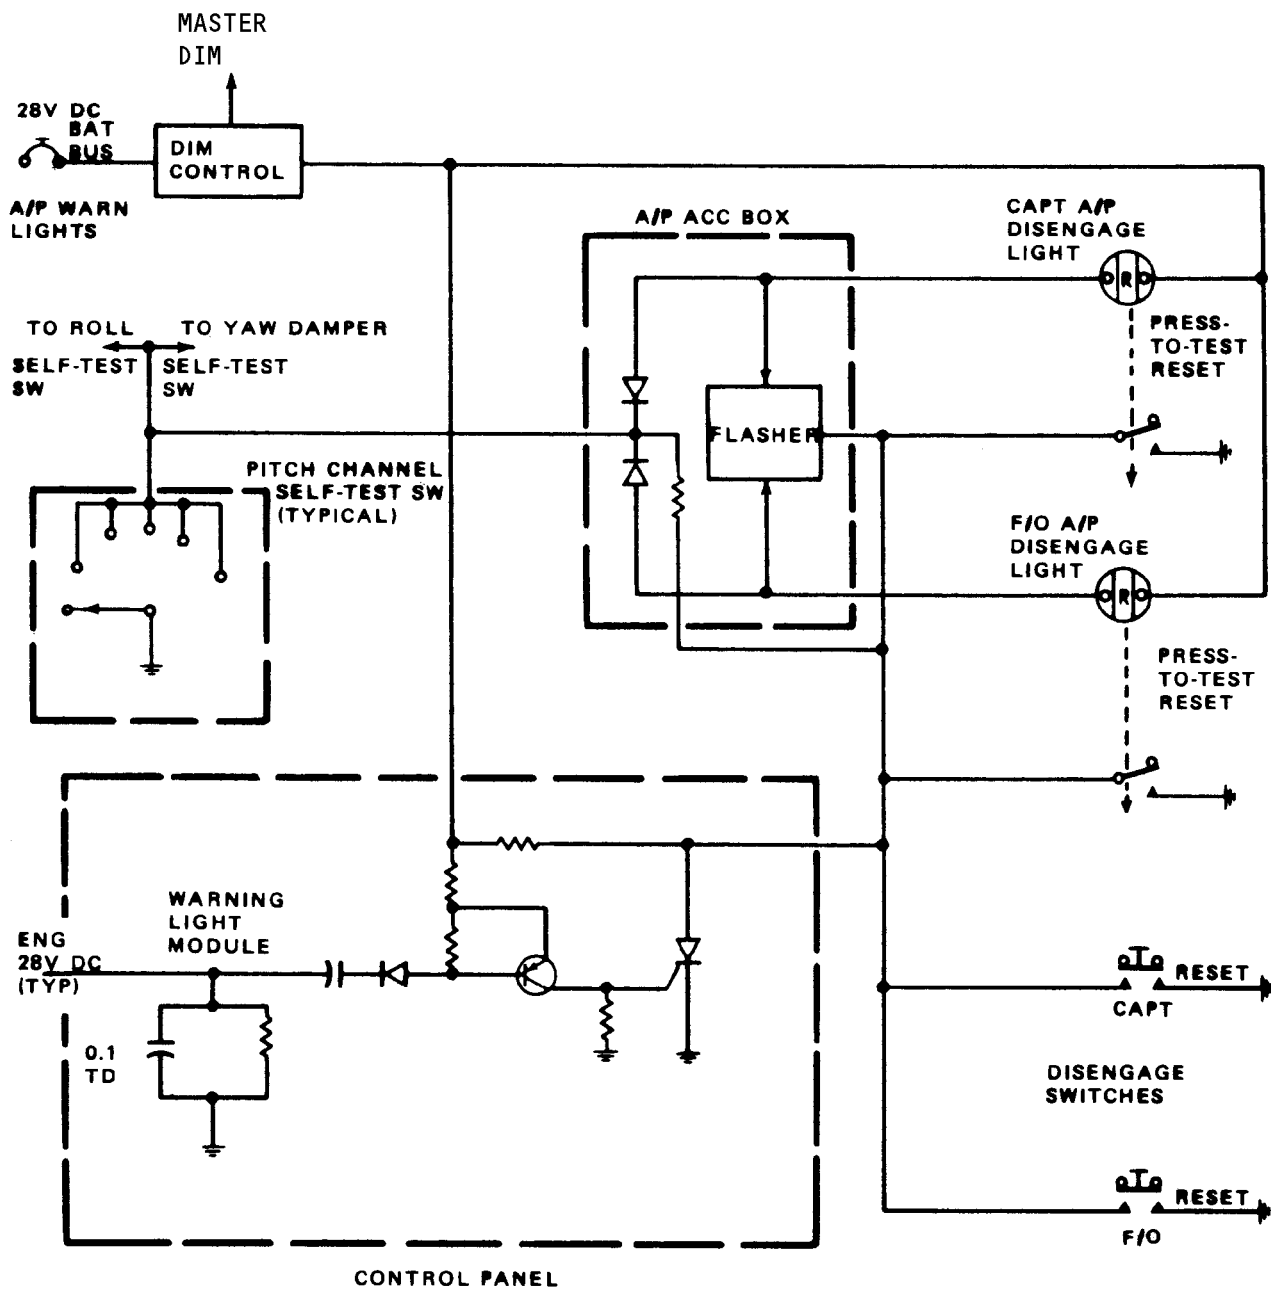 MASTER
DIM
28V DC
BAT
BUS
DIM
CONTROL
A/P WARN
LIGHTS
A/P ACC BOX
CAPT A/P
DISENGAGE
LIGHT
R
PRESS-
TO-TEST
RESET
TO ROLL
SELF-TEST
SW
TO YAW DAMPER
SELF-TEST
SW
FLASHER
PITCH CHANNEL
SELF-TEST SW
(TYPICAL)
F/O A/P
DISENGAGE
LIGHT
R
PRESS-
TO-TEST
RESET
WARNING
LIGHT
MODULE
ENG
28V DC
(TYP)
0.1
TD
RESET
CAPT
DISENGAGE
SWITCHES
RESET
F/O
CONTROL PANEL